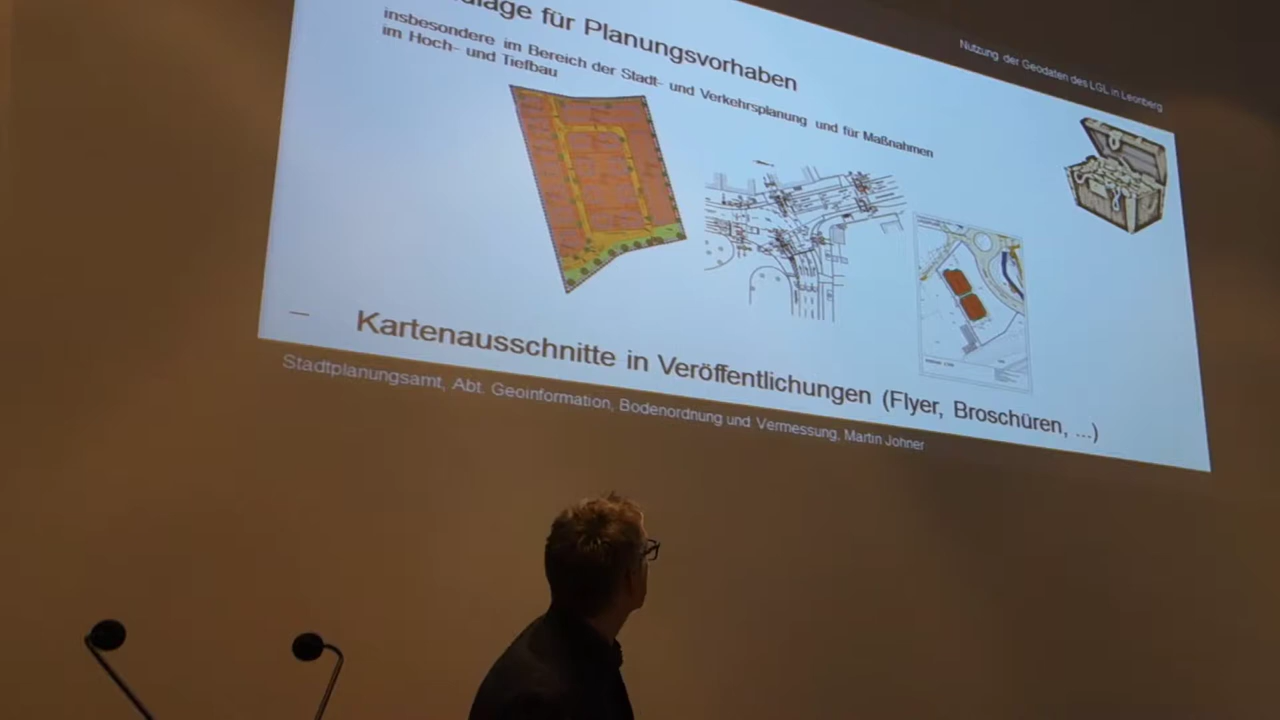 für Planungsvorhaben
Nutzung der Geodaten des LGL in Leonberg
insbesondere im Bereich der Stadt- und Verkehrsplanung und für Maßnahmen
im Hoch- und Tiefbau
Kartenausschnitte in Veröffentlichungen (Flyer, Broschüren, ...)
Stadtplanungsamt, Abt. Geoinformation, Bodenordnung und Vermessung, Martin Johner